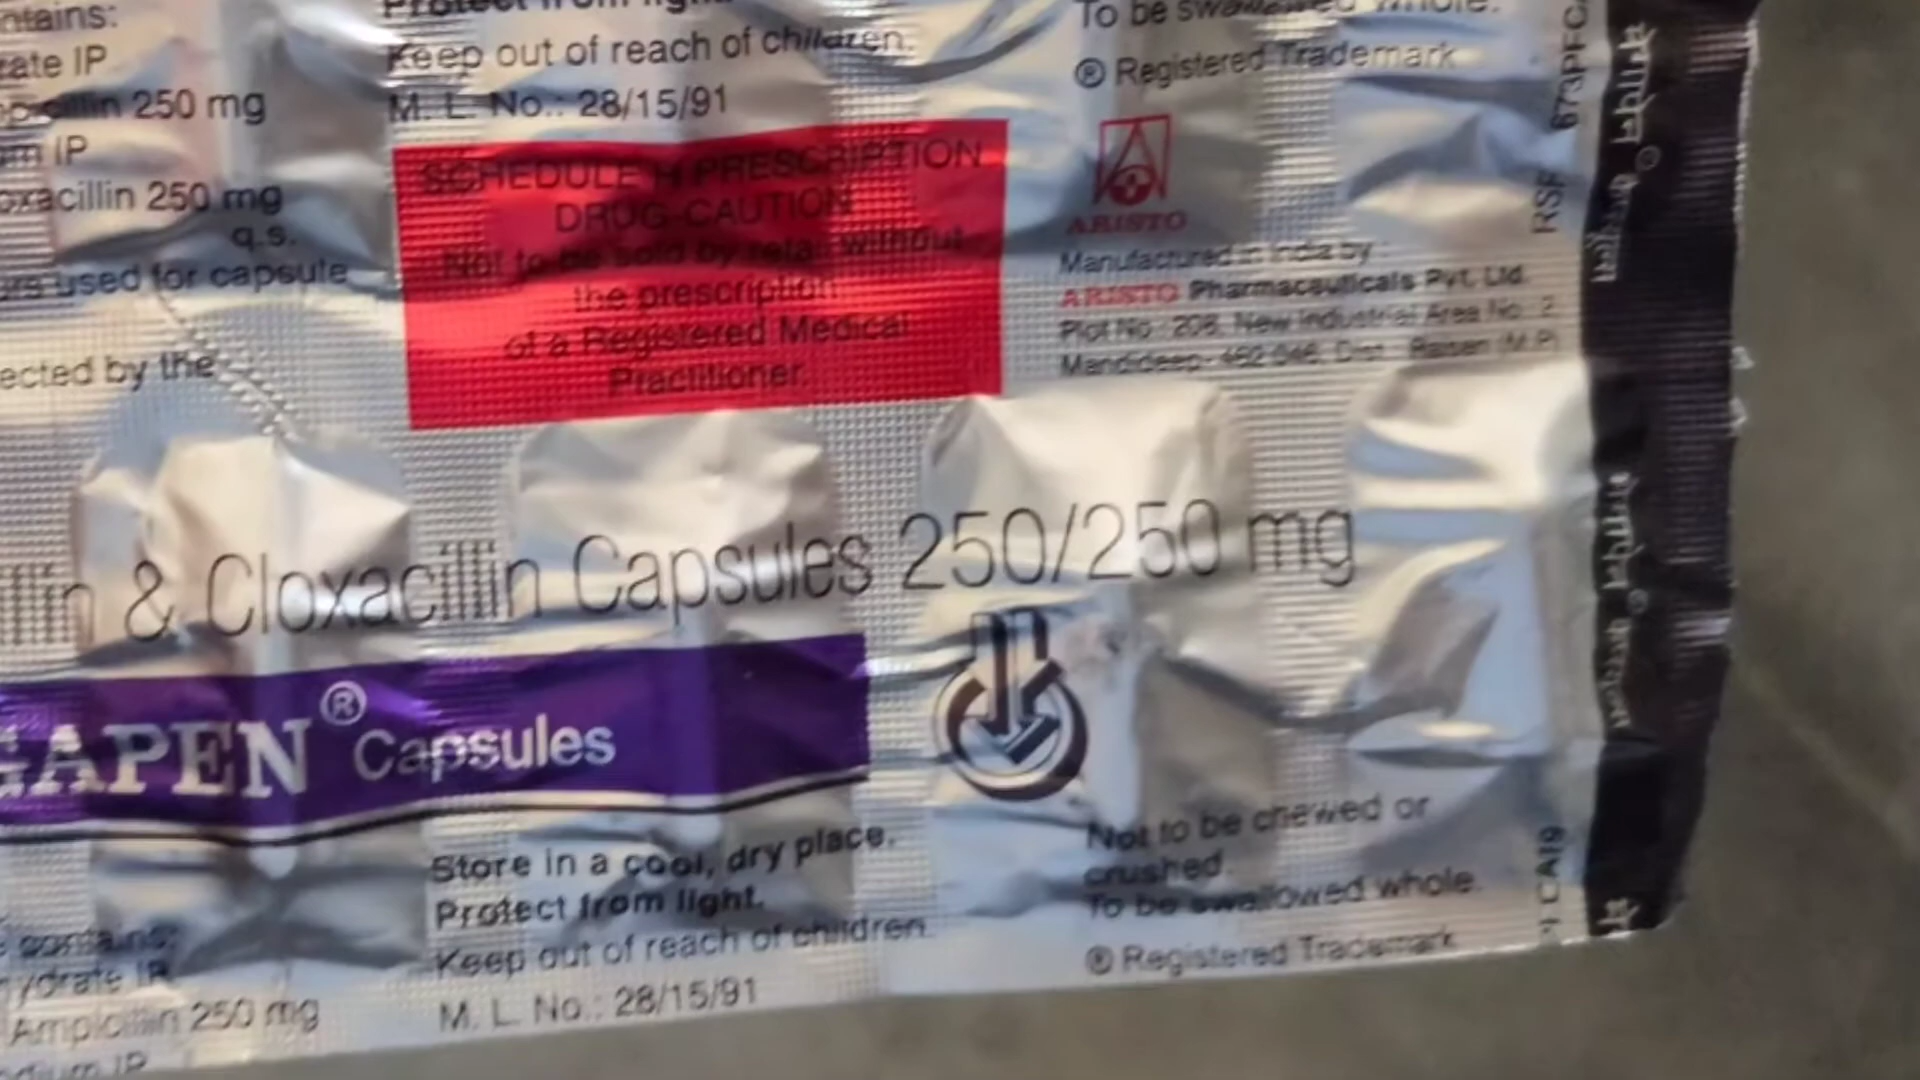 ntains:
rate IP
250 mg
um IP
oxacillin 250 mg
q.s.
used for capsule
ected by the
Protect from light.
Keep out of reach of children.
M. L. No.: 28/15/91
SCHEDULE H PRESCRIPTION
DRUG-CAUTION
Not to be sold by retail without
the prescription
of a Registered Medical
Practitioner.
To be swallowed whole.
® Registered Trademark
ARISTO
Manufactured in India by:
ARISTO Pharmaceuticals Pvt. Ltd.
Plot No.: 208, New Industrial Area No. 2,
Mandideep-462 046, Dist.: Raisen (M.P.)
llin & Cloxacillin Capsules 250/250 mg
GAPEN® Capsules
Store in a cool, dry place.
Protect from light.
Keep out of reach of children.
M. L. No.: 28/15/91
Not to be chewed or
crushed.
To be swallowed whole.
® Registered Trademark
contains:
ydrate IP
Ampicillin 250 mg
dium IP